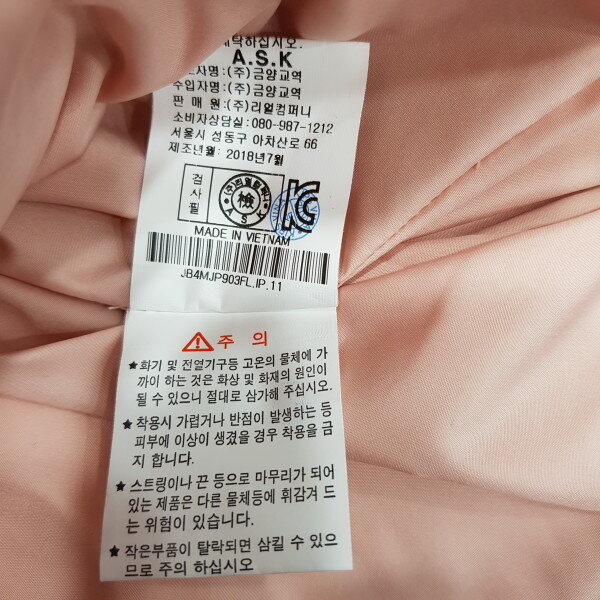 세탁하십시오.
A.S.K
조자명:(주)금양교역
수입자명:(주)금양교역
판 매 원:(주)리얼컴퍼니
소비자상담실:080-987-1212
서울시 성동구 아차산로 66
제조년월: 2018년7월
검사필
檢
A S K
MADE IN VIETNAM
JB4MJP903FL.IP.11
주 의
★화기 및 전열기구등 고온의 물체에 가
까이 하는 것은 화상 및 화재의 원인이
될 수 있으니 절대로 삼가해 주십시오.
★착용시 가렵거나 반점이 발생하는 등
피부에 이상이 생겼을 경우 착용을 금
지 합니다.
★스트링이나 끈 등으로 마무리가 되어
있는 제품은 다른 물체등에 휘감겨 드
는 위험이 있습니다.
★작은부품이 탈락되면 삼킬 수 있으
므로 주의 하십시오